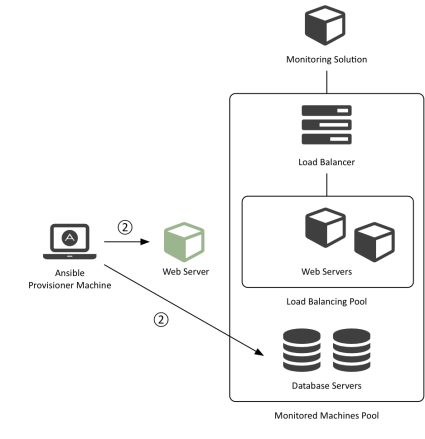 Monitoring Solution
Load Balancer
②
Web Server
Web Servers
Ansible
Provisioner Machine
Load Balancing Pool
②
Database Servers
Monitored Machines Pool